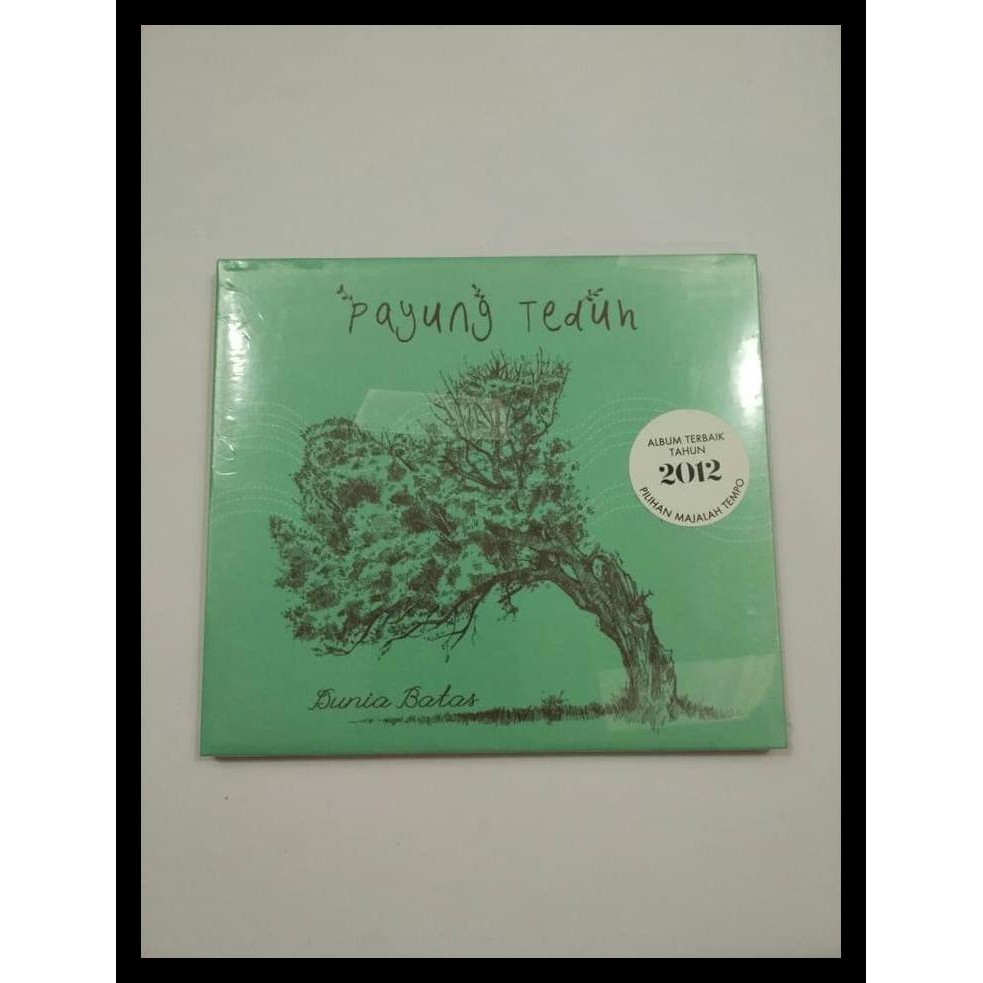 Payung Teduh
ALBUM TERBAIK
TAHUN
2012
PILIHAN MAJALAH TEMPO
Dunia Batas